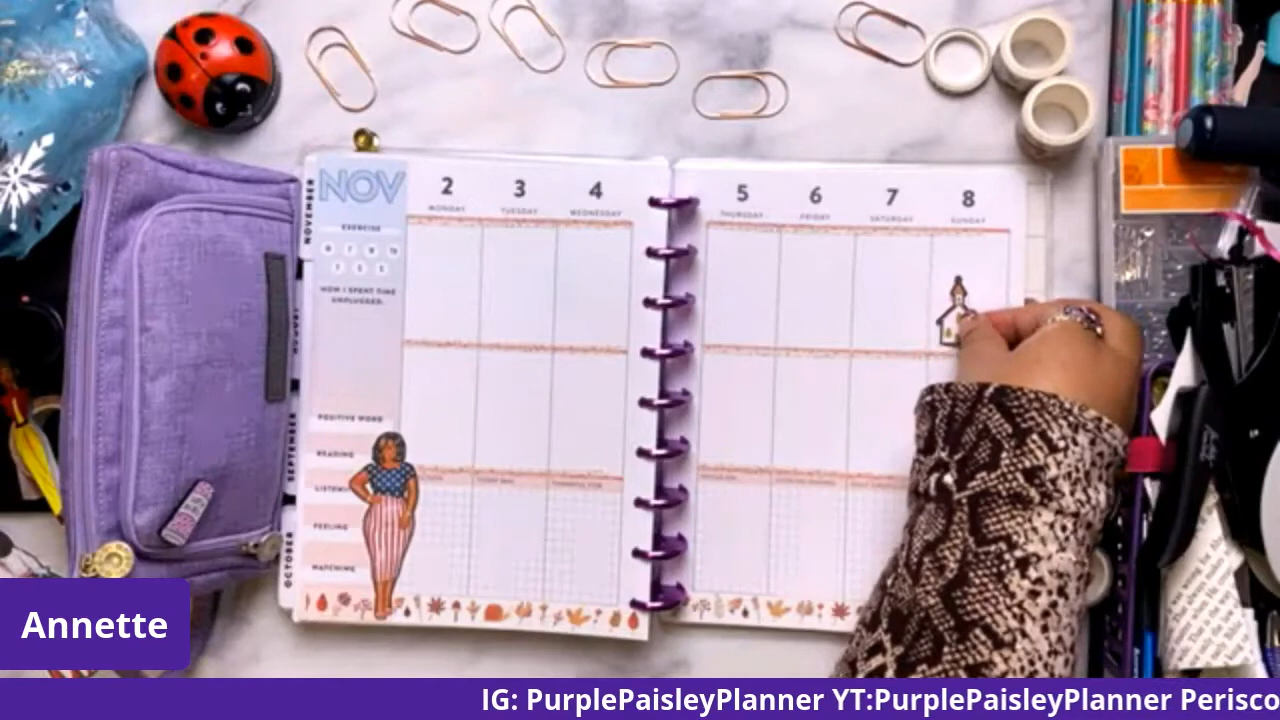 NOV
2 3 4
MONDAY TUESDAY WEDNESDAY
5 6 7 8
THURSDAY FRIDAY SATURDAY SUNDAY
NOVEMBER
EXERCISE
HOW I SPENT TIME
UNPLUGGED:
POSITIVE WORD
READING
FEELING
WATCHING
SEPTEMBER
OCTOBER
Annette
IG: PurplePaisleyPlanner YT:PurplePaisleyPlanner Perisco